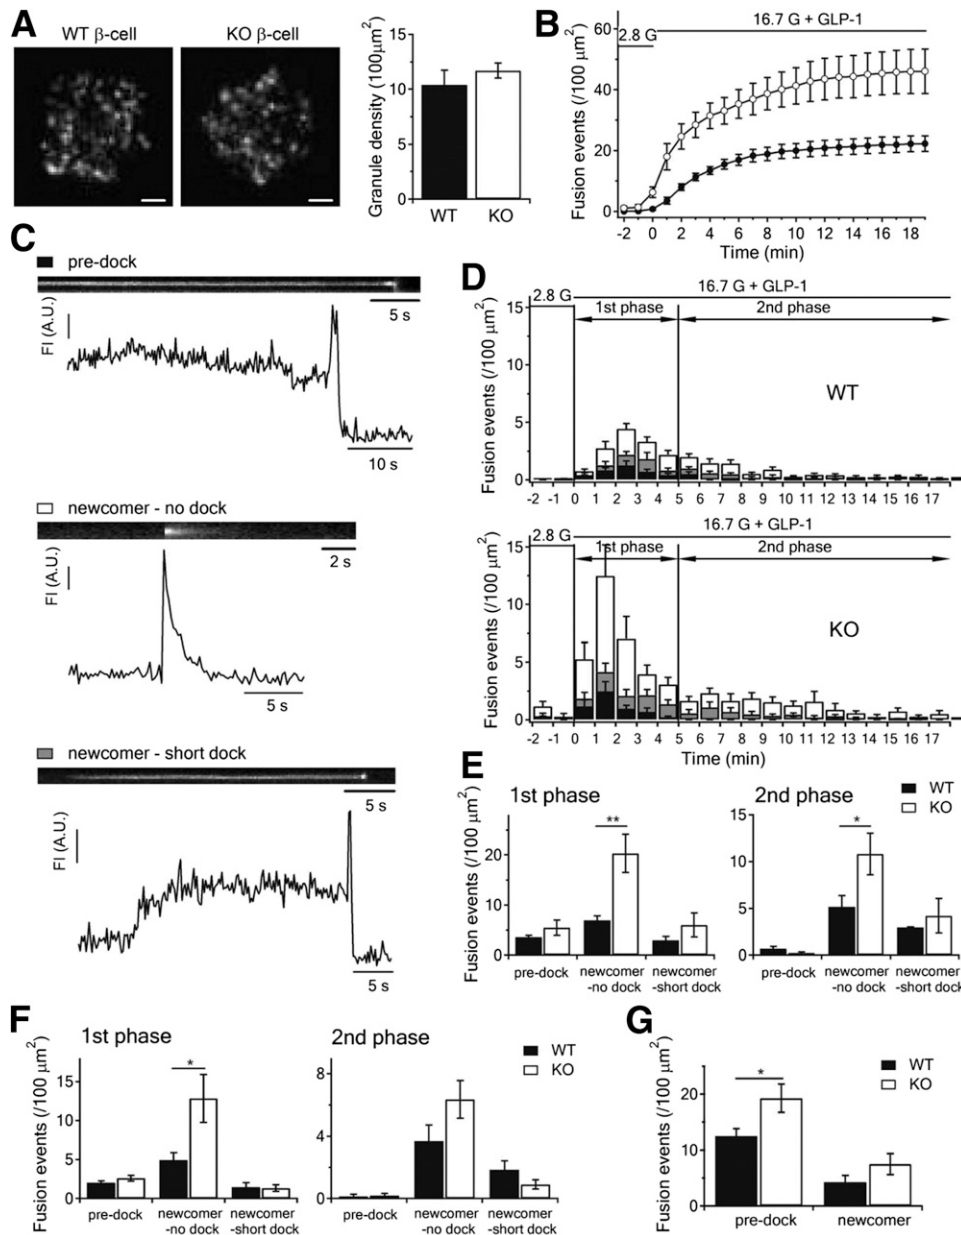 A
WT β-cell
KO β-cell
Granule density (100μm²)
15
10
5
0
WT
KO
B
16.7 G + GLP-1
2.8 G
Fusion events (/100 μm²)
60
40
20
0
-2 0 2 4 6 8 10 12 14 16 18
Time (min)
C
pre-dock
5 s
FI (A.U.)
10 s
newcomer - no dock
2 s
FI (A.U.)
5 s
newcomer - short dock
5 s
FI (A.U.)
5 s
D
16.7 G + GLP-1
2.8 G
1st phase
2nd phase
Fusion events (/100 μm²)
15
10
5
0
WT
-2 -1 0 1 2 3 4 5 6 7 8 9 10 11 12 13 14 15 16 17
16.7 G + GLP-1
2.8 G
1st phase
2nd phase
Fusion events (/100 μm²)
15
10
5
0
KO
-2 -1 0 1 2 3 4 5 6 7 8 9 10 11 12 13 14 15 16 17
Time (min)
E
1st phase
Fusion events (/100 μm²)
30
20
10
0
**
pre-dock
newcomer
-no dock
newcomer
-short dock
2nd phase
WT
KO
15
10
5
0
*
pre-dock
newcomer
-no dock
newcomer
-short dock
F
1st phase
Fusion events (/100 μm²)
15
10
5
0
*
pre-dock
newcomer
-no dock
newcomer
-short dock
2nd phase
WT
KO
8
4
0
pre-dock
newcomer
-no dock
newcomer
-short dock
G
Fusion events (/100 μm²)
20
10
0
*
WT
KO
pre-dock
newcomer